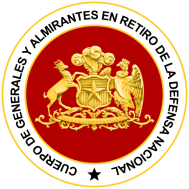 CUERPO DE GENERALES Y ALMIRANTES EN RETIRO DE LA DEFENSA NACIONAL